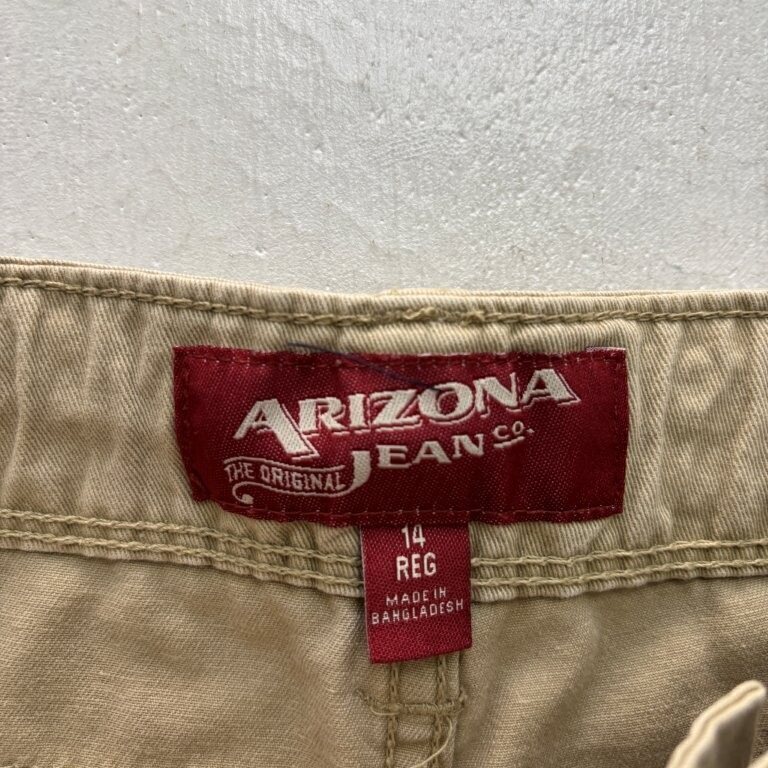 ARIZONA
JEAN CO.
THE ORIGINAL
14
REG
MADE IN
BANGLADESH